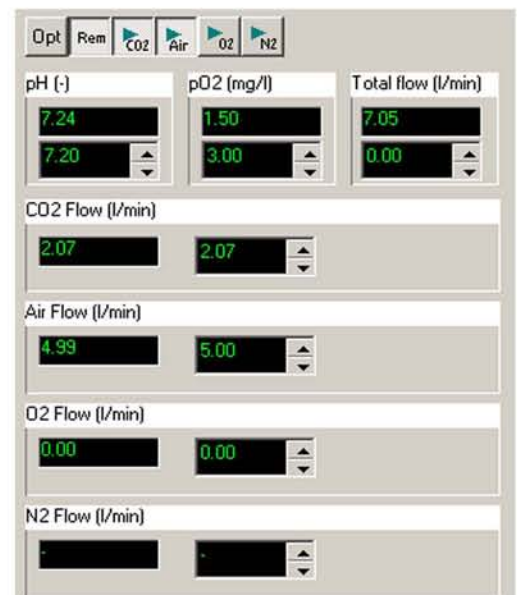 Opt Rem CO2 Air O2 N2
pH (-) pO2 (mg/l) Total flow (l/min)
7.24 1.50 7.05
7.20 3.00 0.00
CO2 Flow (l/min)
2.07 2.07
Air Flow (l/min)
4.99 5.00
O2 Flow (l/min)
0.00 0.00
N2 Flow (l/min)
- -